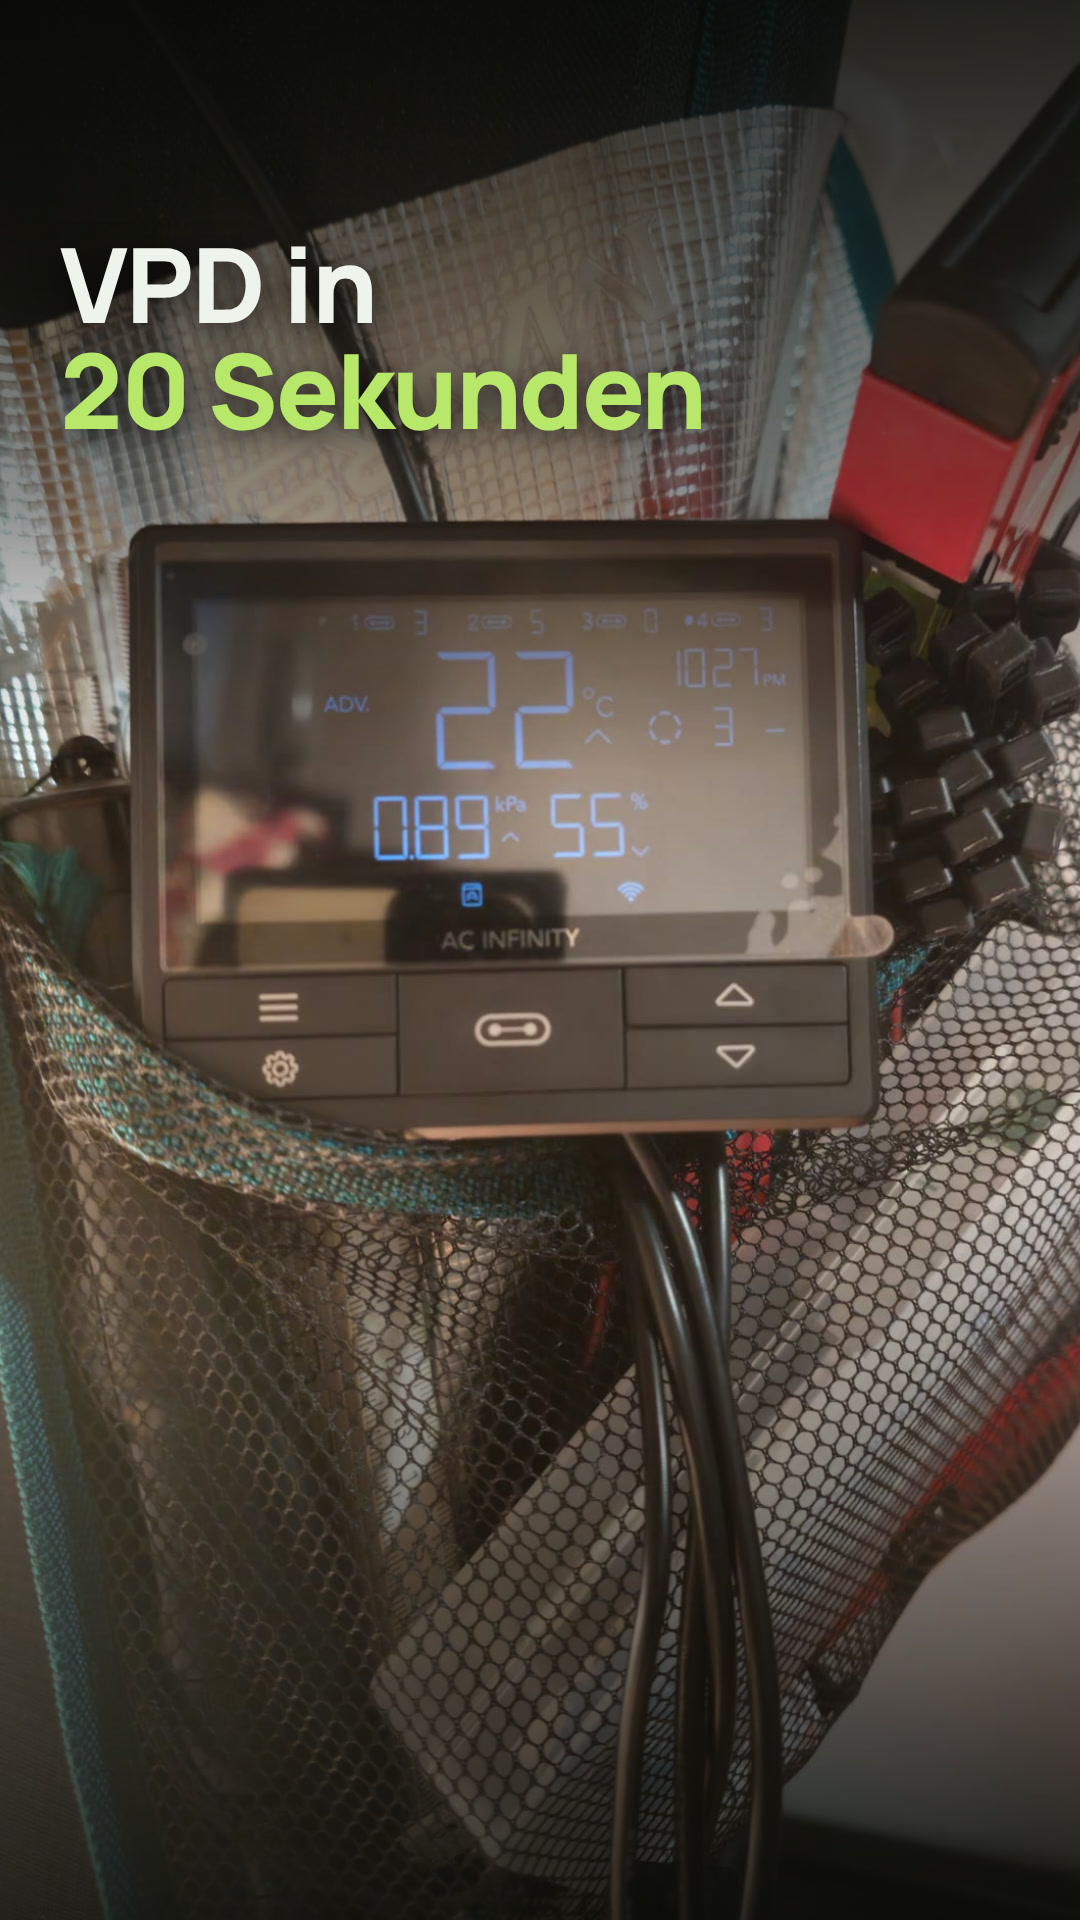 VPD in
20 Sekunden
1 3 2 5 3 0 4 3
ADV. 22 °C
10 27 PM
3 -
0.89 kPa 55 %
AC INFINITY